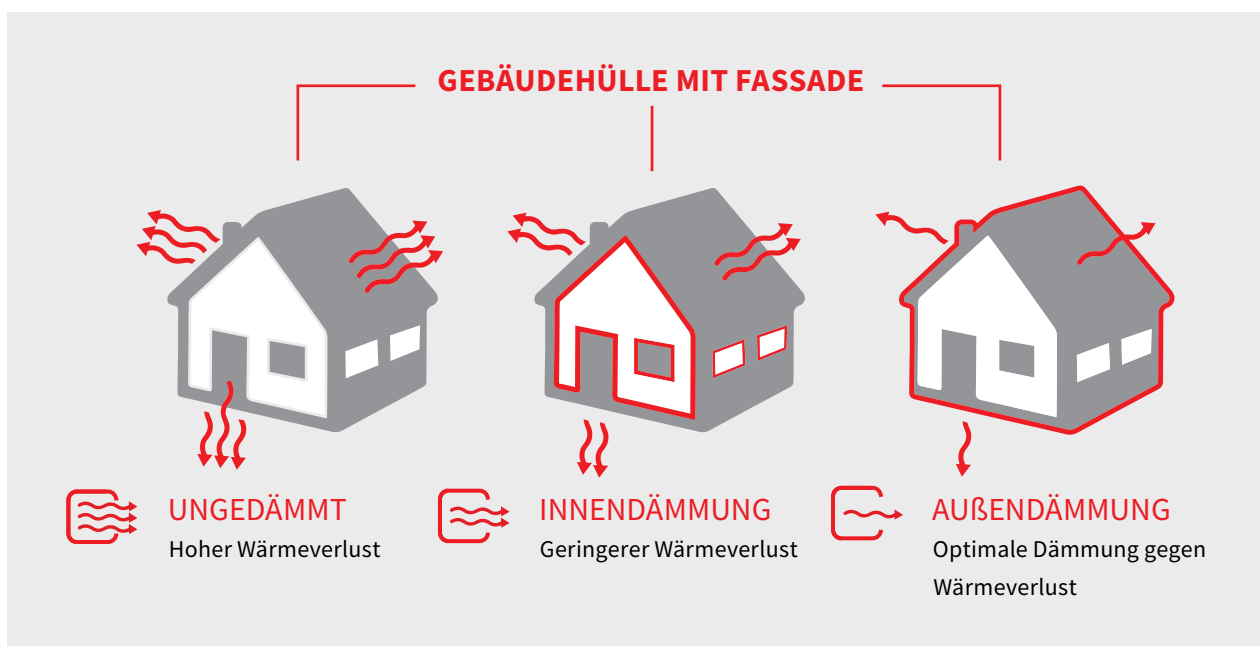 GEBÄUDEHÜLLE MIT FASSADE
UNGEDÄMMT
Hoher Wärmeverlust
INNENDÄMMUNG
Geringerer Wärmeverlust
AUßENDÄMMUNG
Optimale Dämmung gegen
Wärmeverlust